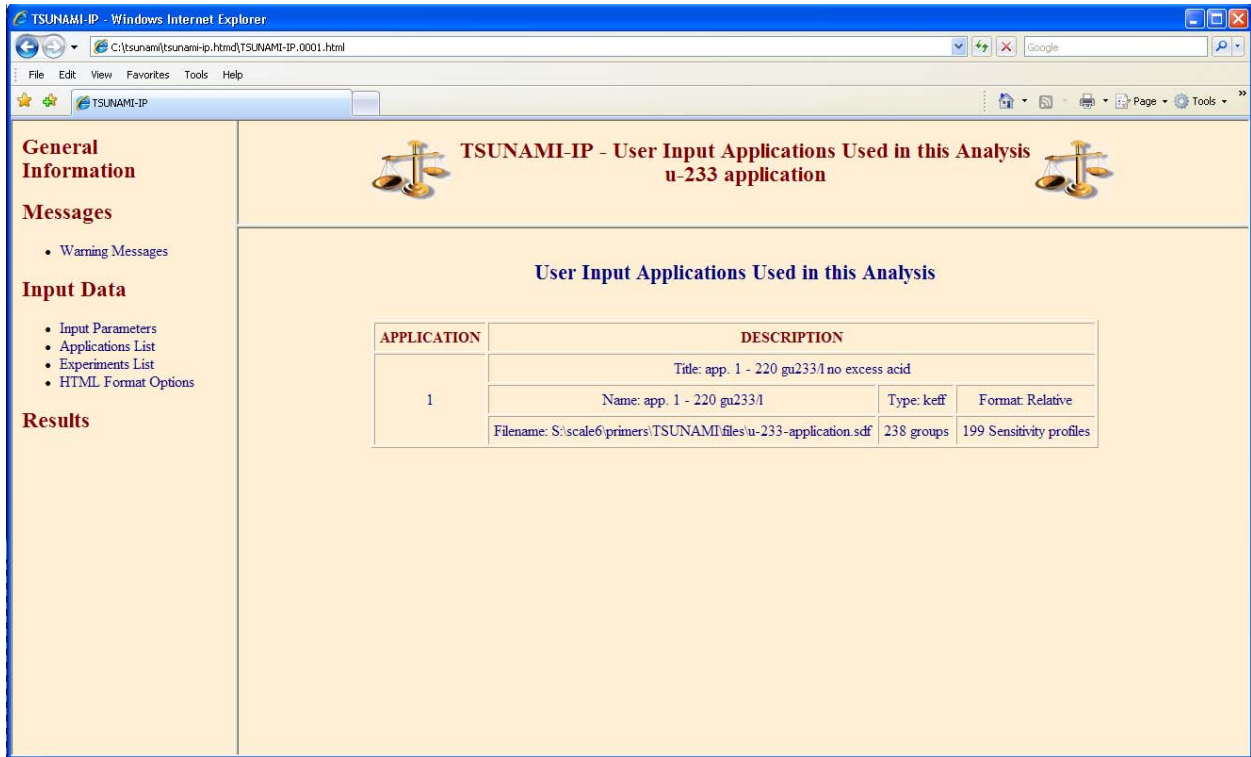 TSUNAMI-IP - Windows Internet Explorer
C:\tsunami\tsunami-ip.htmd\TSUNAMI-IP.0001.html
Google
File Edit View Favorites Tools Help
TSUNAMI-IP
Page Tools
General
Information
Messages
• Warning Messages
Input Data
• Input Parameters
• Applications List
• Experiments List
• HTML Format Options
Results
TSUNAMI-IP - User Input Applications Used in this Analysis
u-233 application
User Input Applications Used in this Analysis
APPLICATION DESCRIPTION
Title: app. 1 - 220 gu233/l no excess acid
1 Name: app. 1 - 220 gu233/l Type: keff Format: Relative
Filename: S:\scale6\primers\TSUNAMI\files\u-233-application.sdf 238 groups 199 Sensitivity profiles